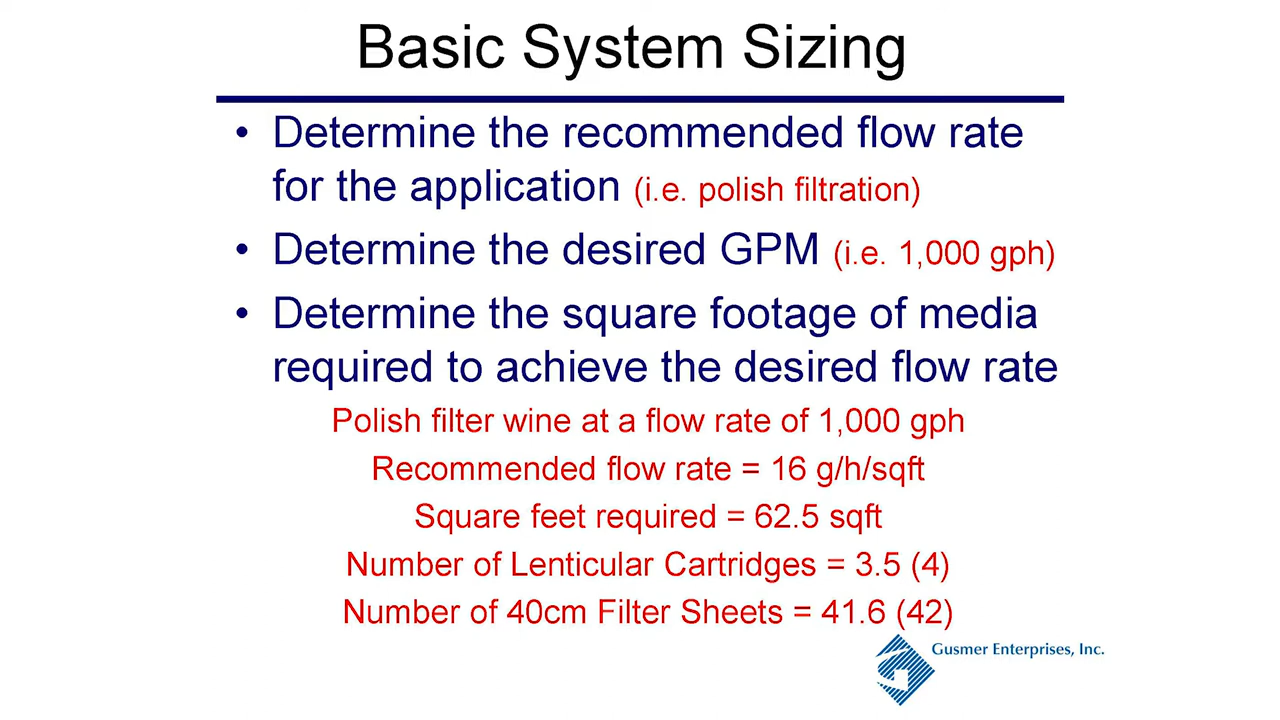 Basic System Sizing
• Determine the recommended flow rate
for the application (i.e. polish filtration)
• Determine the desired GPM (i.e. 1,000 gph)
• Determine the square footage of media
required to achieve the desired flow rate
Polish filter wine at a flow rate of 1,000 gph
Recommended flow rate = 16 g/h/sqft
Square feet required = 62.5 sqft
Number of Lenticular Cartridges = 3.5 (4)
Number of 40cm Filter Sheets = 41.6 (42)
Gusmer Enterprises, Inc.